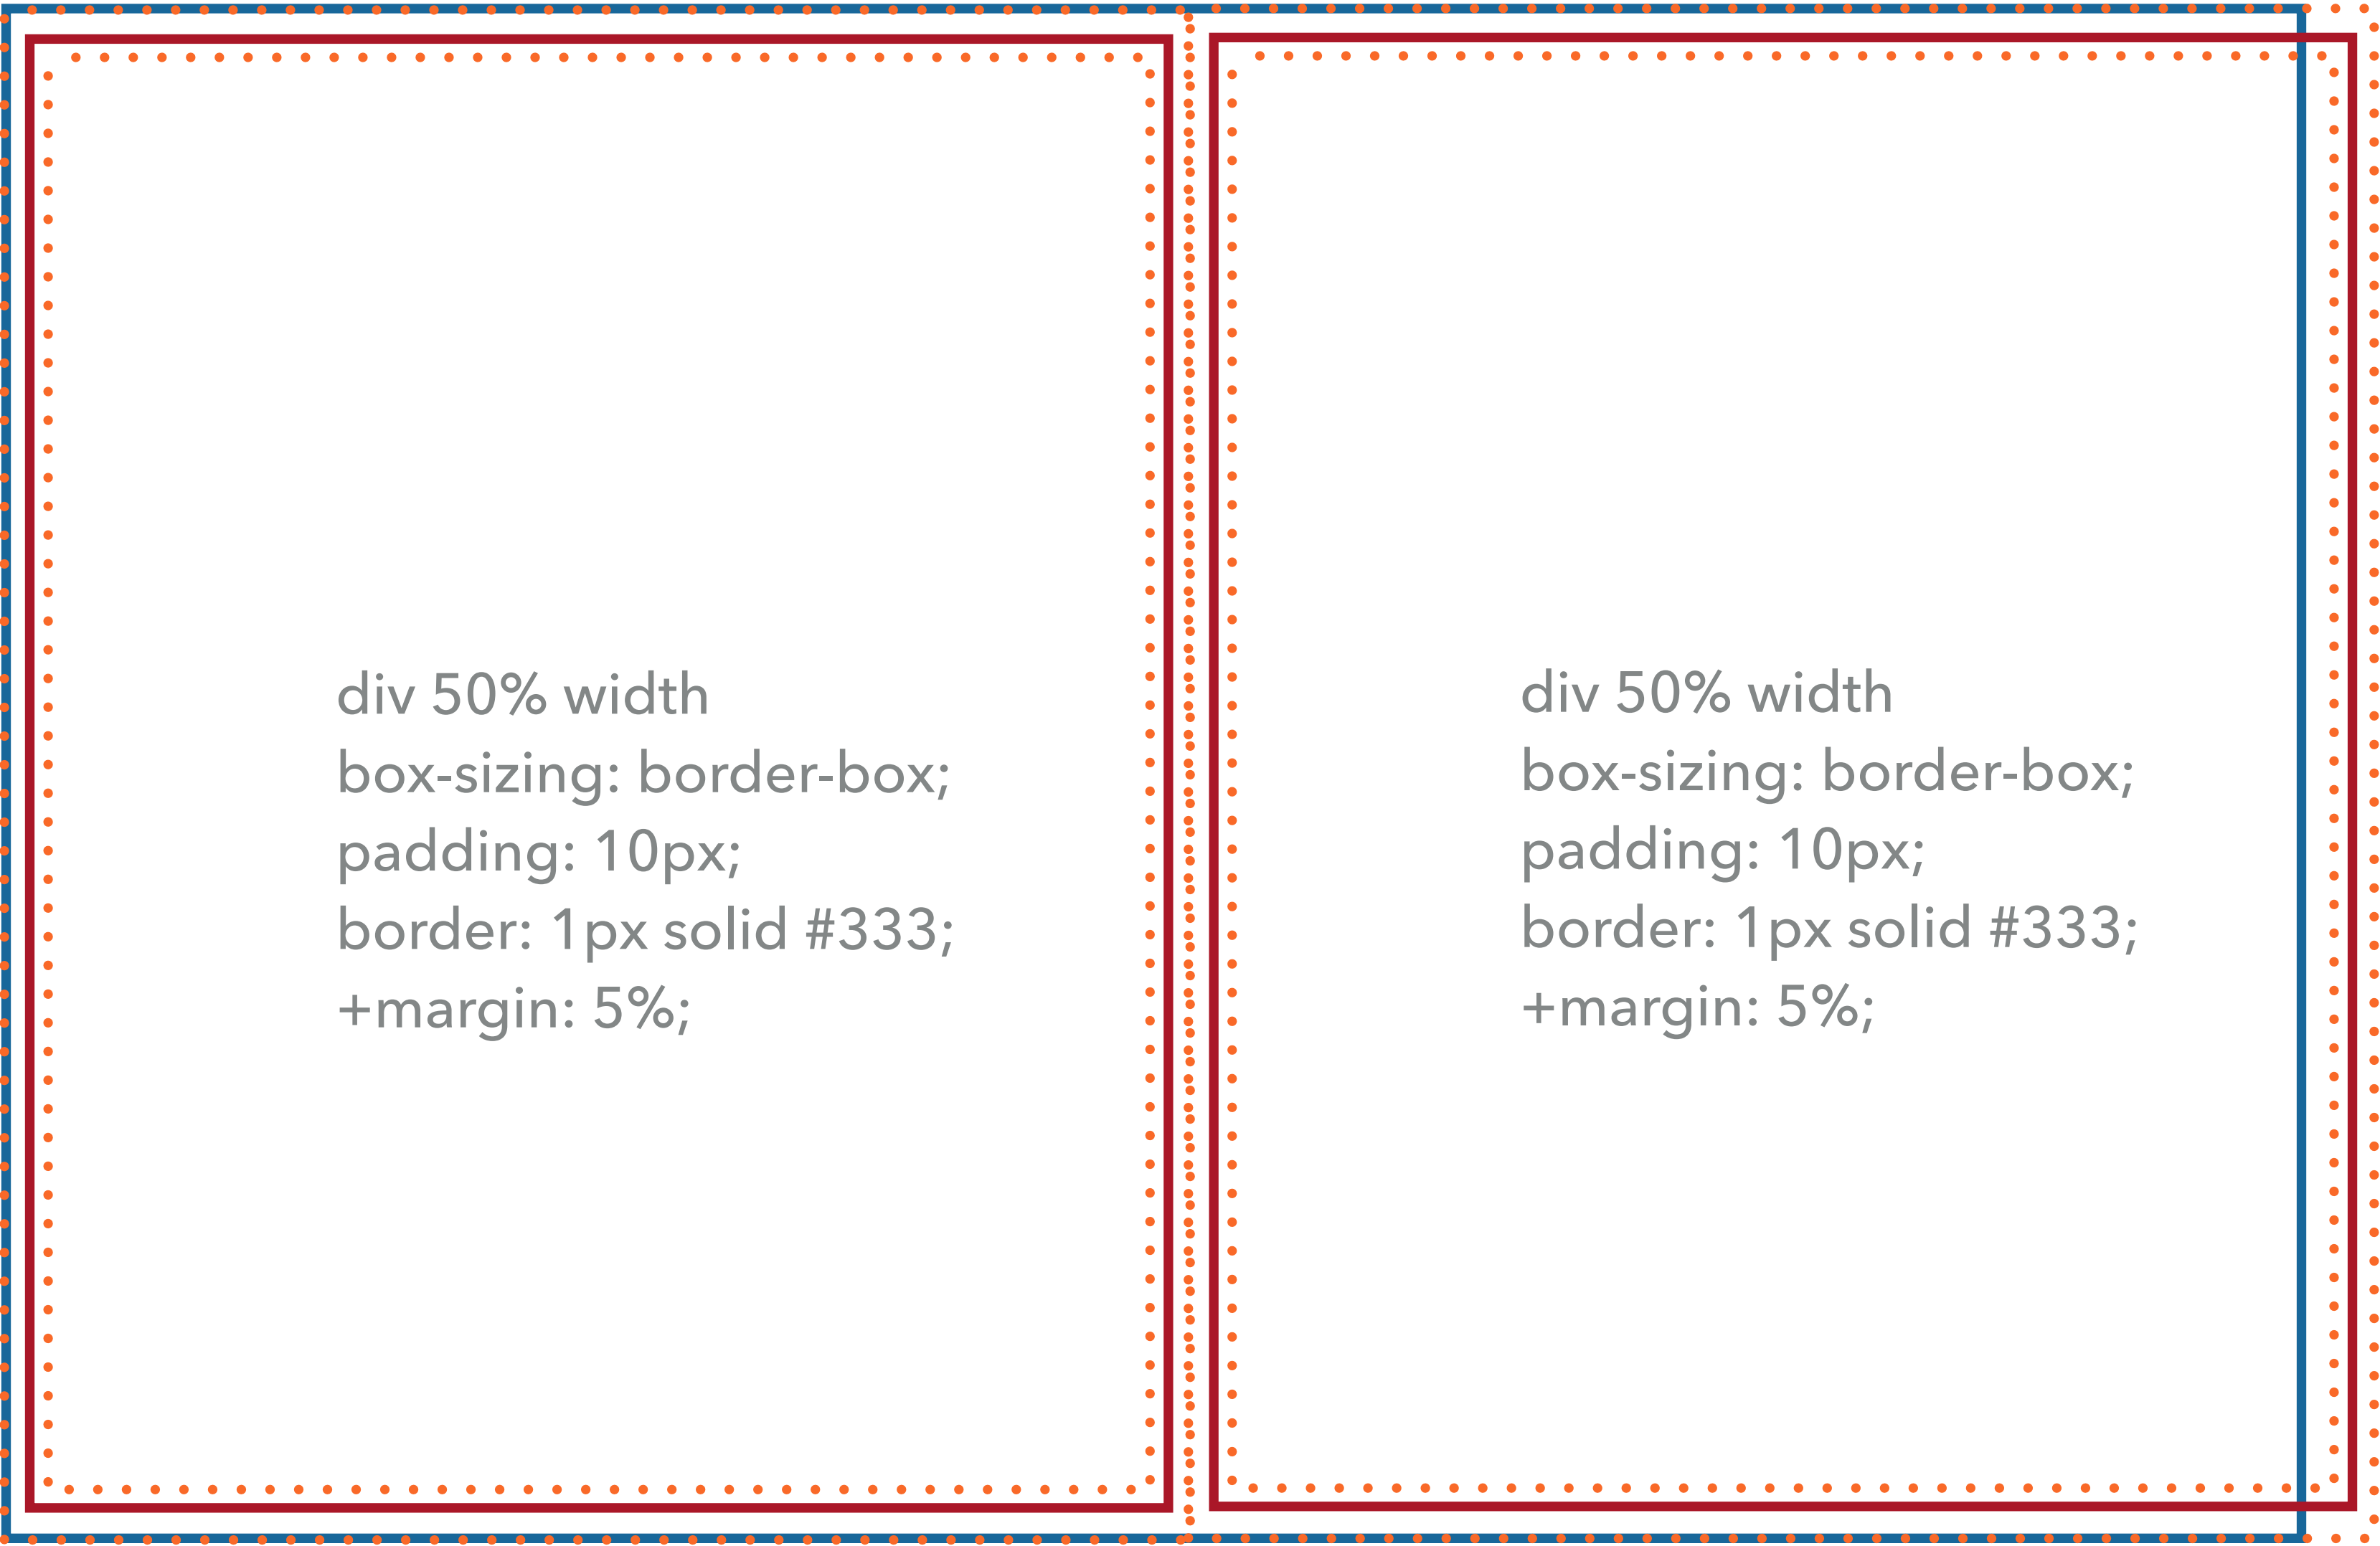 div 50% width
box-sizing: border-box;
padding: 10px;
border: 1px solid #333;
+margin: 5%;
div 50% width
box-sizing: border-box;
padding: 10px;
border: 1px solid #333;
+margin: 5%;